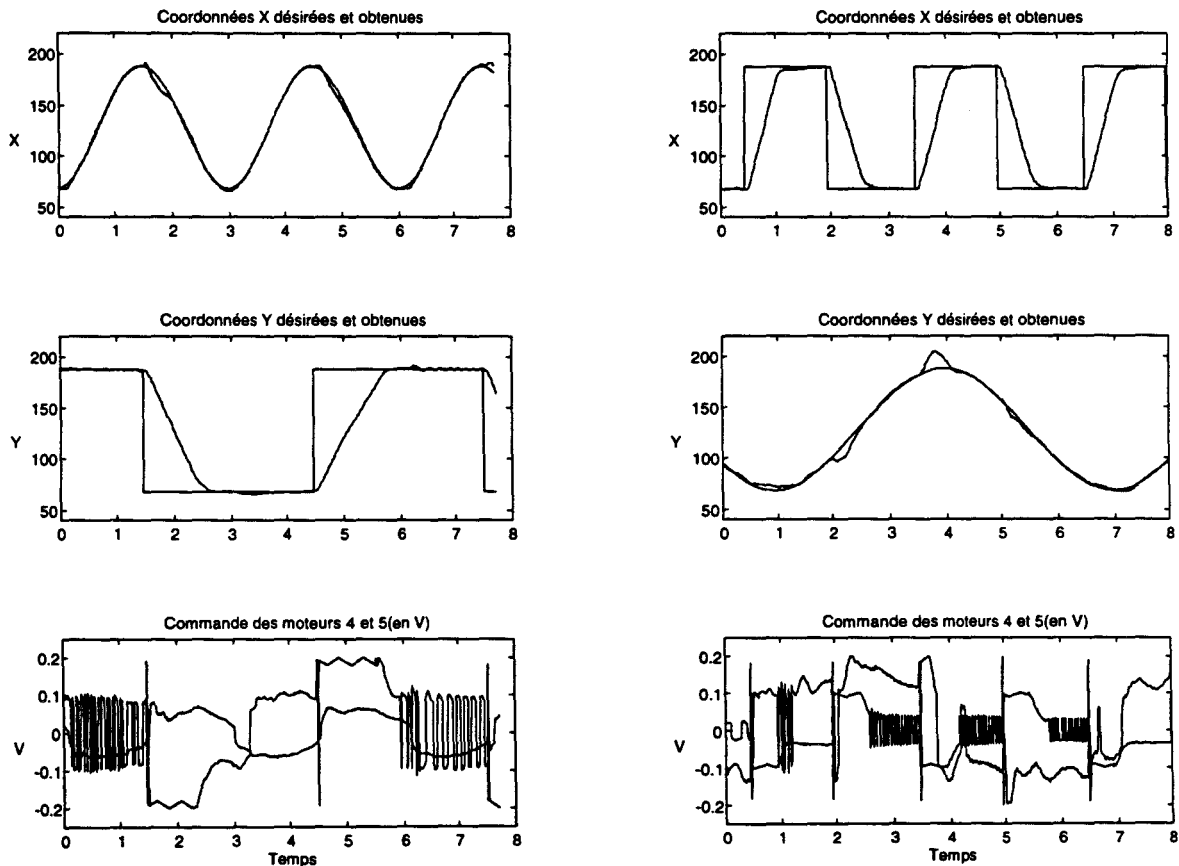 Coordonnées X désirées et obtenues
200
150
X
100
50
0 1 2 3 4 5 6 7 8
Coordonnées X désirées et obtenues
200
150
X
100
50
0 1 2 3 4 5 6 7 8
Coordonnées Y désirées et obtenues
200
150
Y
100
50
0 1 2 3 4 5 6 7 8
Coordonnées Y désirées et obtenues
200
150
Y
100
50
0 1 2 3 4 5 6 7 8
Commande des moteurs 4 et 5(en V)
0.2
0.1
0
V
-0.1
-0.2
0 1 2 3 4 5 6 7 8
Temps
Commande des moteurs 4 et 5(en V)
0.2
0.1
0
V
-0.1
-0.2
0 1 2 3 4 5 6 7 8
Temps